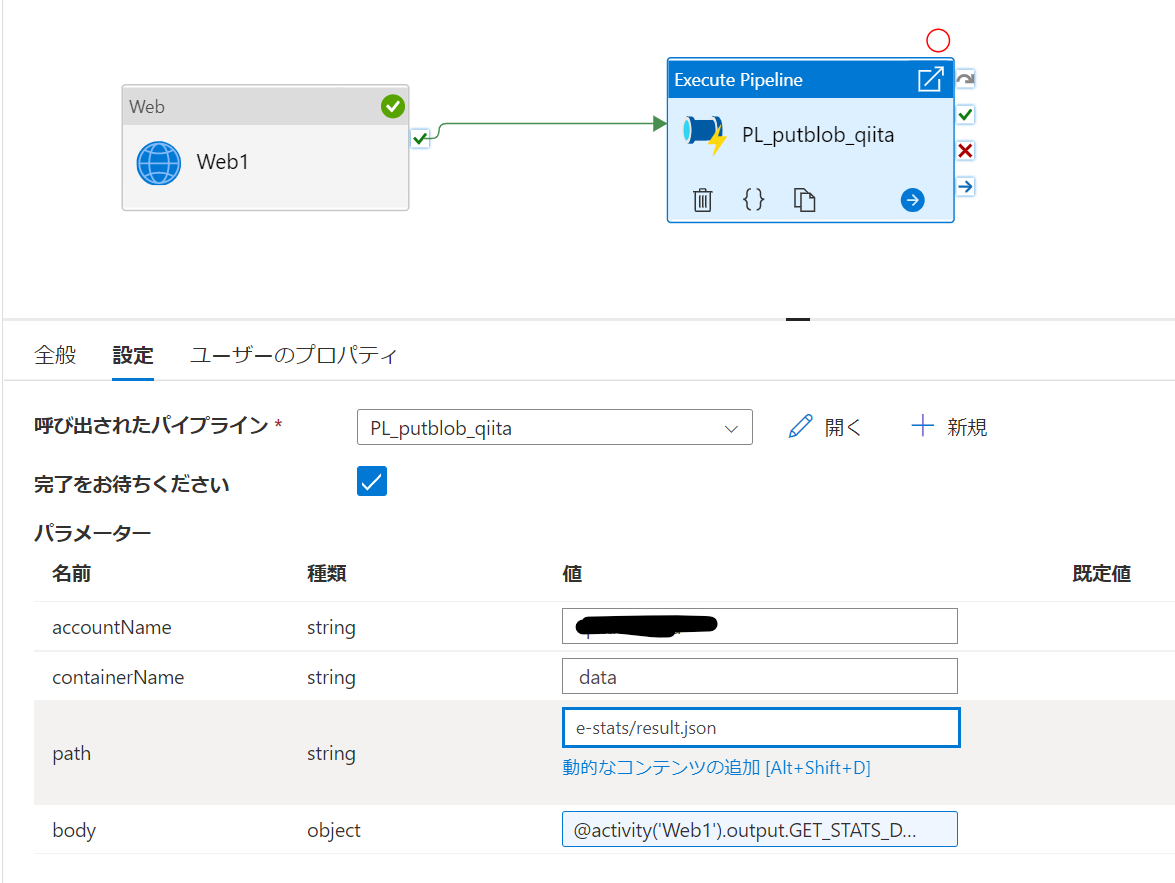 Web
Web1
Execute Pipeline
PL_putblob_qiita
全般 設定 ユーザーのプロパティ
呼び出されたパイプライン * PL_putblob_qiita 開く 新規
完了をお待ちください
パラメーター
名前 種類 値 既定値
accountName string
containerName string data
path string e-stats/result.json
動的なコンテンツの追加 [Alt+Shift+D]
body object @activity('Web1').output.GET_STATS_D...